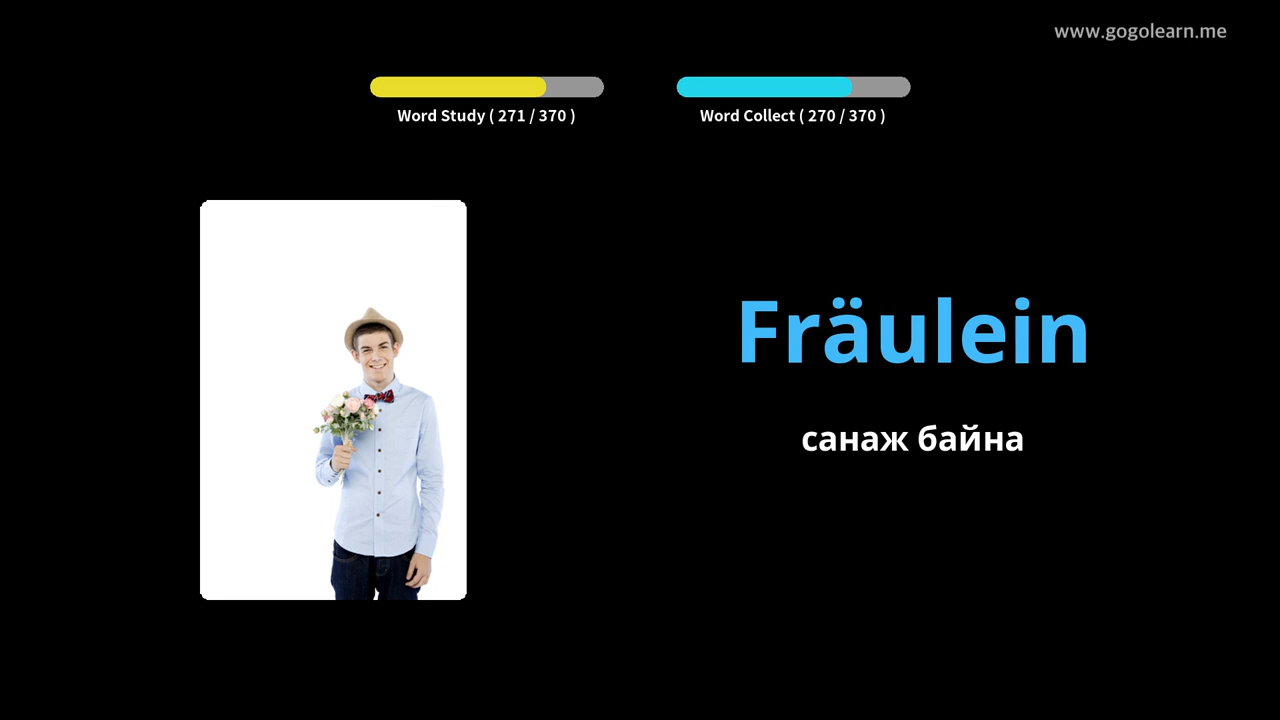 www.gogolearn.me
Word Study ( 271 / 370 )
Word Collect ( 270 / 370 )
Fräulein
санаж байна